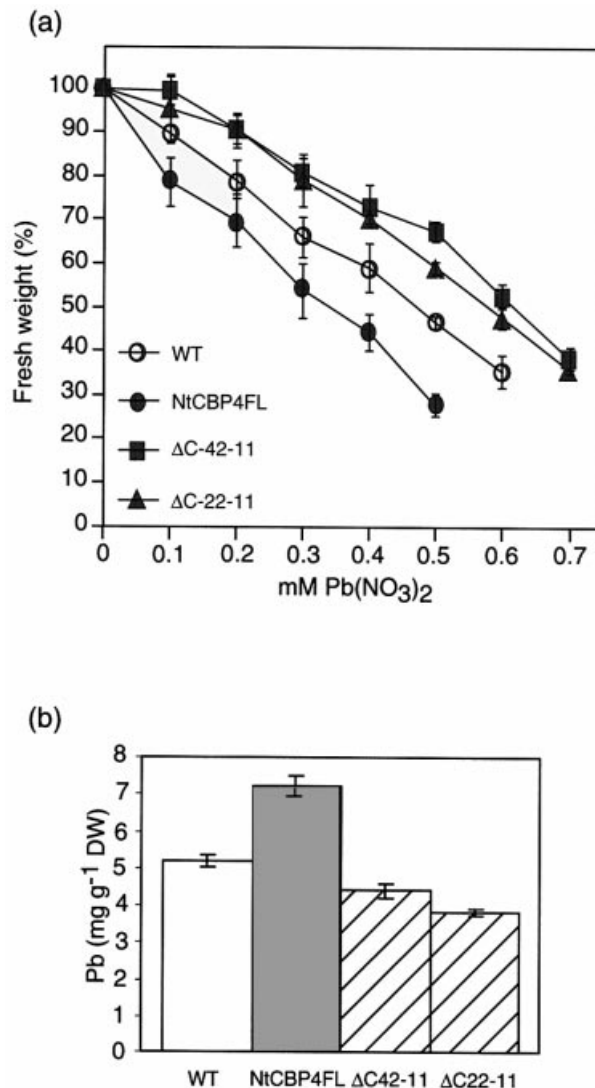 (a)
100
90
80
70
60
50
40
30
20
10
0
Fresh weight (%)
WT
NtCBP4FL
ΔC-42-11
ΔC-22-11
0 0.1 0.2 0.3 0.4 0.5 0.6 0.7
mM Pb(NO₃)₂
(b)
8
7
6
5
4
3
2
1
0
Pb (mg g⁻¹ DW)
WT NtCBP4FL ΔC42-11 ΔC22-11